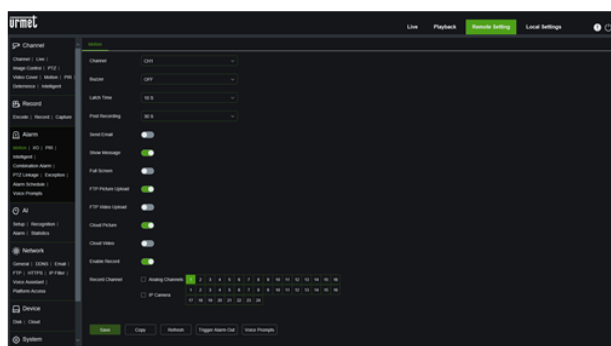 urmet
Live Playback Remote Setting Local Settings
Channel
Channel | Live |
Image Control | PTZ |
Video Cover | Motion | PIR |
Deterrence | Intelligent
Record
Encode | Record | Capture
Alarm
Motion | I/O | PIR |
Intelligent |
Combination Alarm |
PTZ Linkage | Exception |
Alarm Schedule |
Voice Prompts
AI
Setup | Recognition |
Alarm | Statistics
Network
General | DDNS | Email |
FTP | HTTPS | IP Filter |
Voice Assistant |
Platform Access
Device
Disk | Cloud
System
Motion
Channel CH1
Buzzer OFF
Latch Time 10 S
Post Recording 30 S
Send Email
Show Message
Full Screen
FTP Picture Upload
FTP Video Upload
Cloud Picture
Cloud Video
Enable Record
Record Channel Analog Channels 1 2 3 4 5 6 7 8 9 10 11 12 13 14 15 16
IP Camera 1 2 3 4 5 6 7 8 9 10 11 12 13 14 15 16
17 18 19 20 21 22 23 24
Save Copy Refresh Trigger Alarm Out Voice Prompts